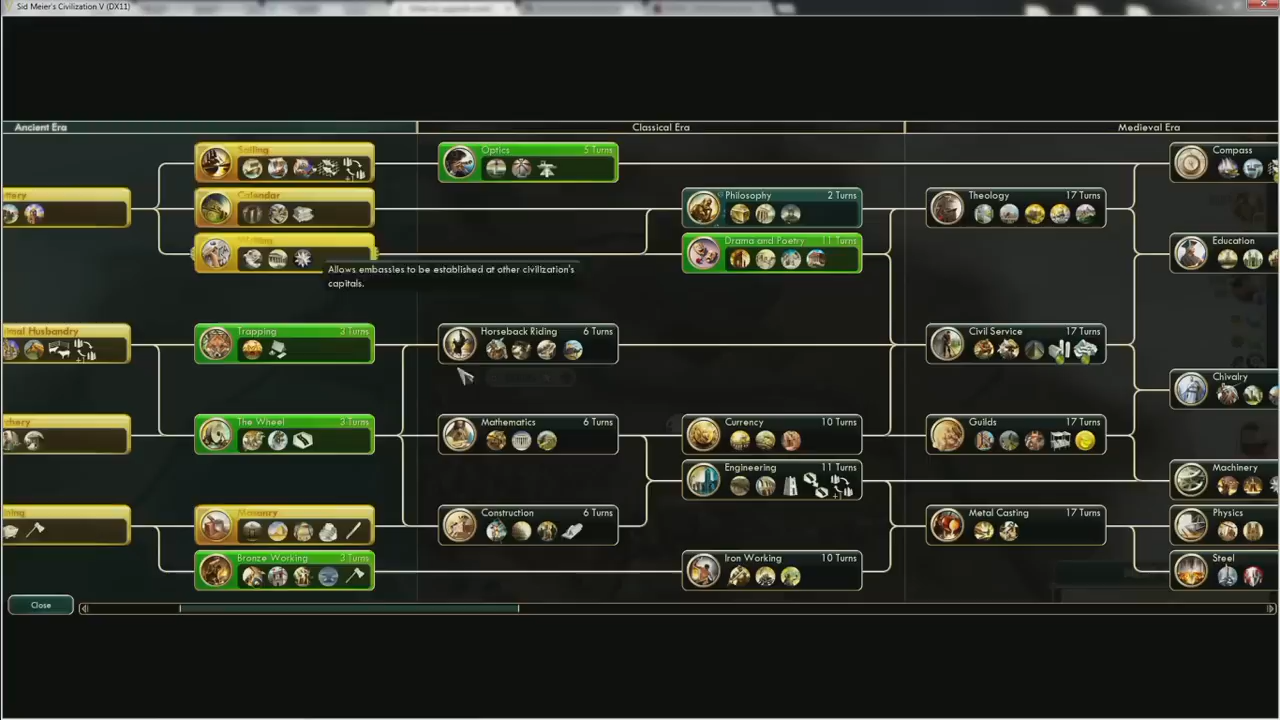 Sid Meier's Civilization V (DX11)
Ancient Era
Classical Era
Medieval Era
Sailing
Optics
5 Turns
Compass
Calendar
Philosophy
2 Turns
Theology
17 Turns
Drama and Poetry
11 Turns
Education
Allows embassies to be established at other civilization's
capitals.
Trapping
3 Turns
Horseback Riding
6 Turns
Civil Service
17 Turns
Chivalry
The Wheel
3 Turns
Mathematics
6 Turns
Currency
10 Turns
Guilds
17 Turns
Engineering
11 Turns
Machinery
Masonry
Construction
6 Turns
Metal Casting
17 Turns
Physics
Bronze Working
3 Turns
Iron Working
10 Turns
Steel
Close